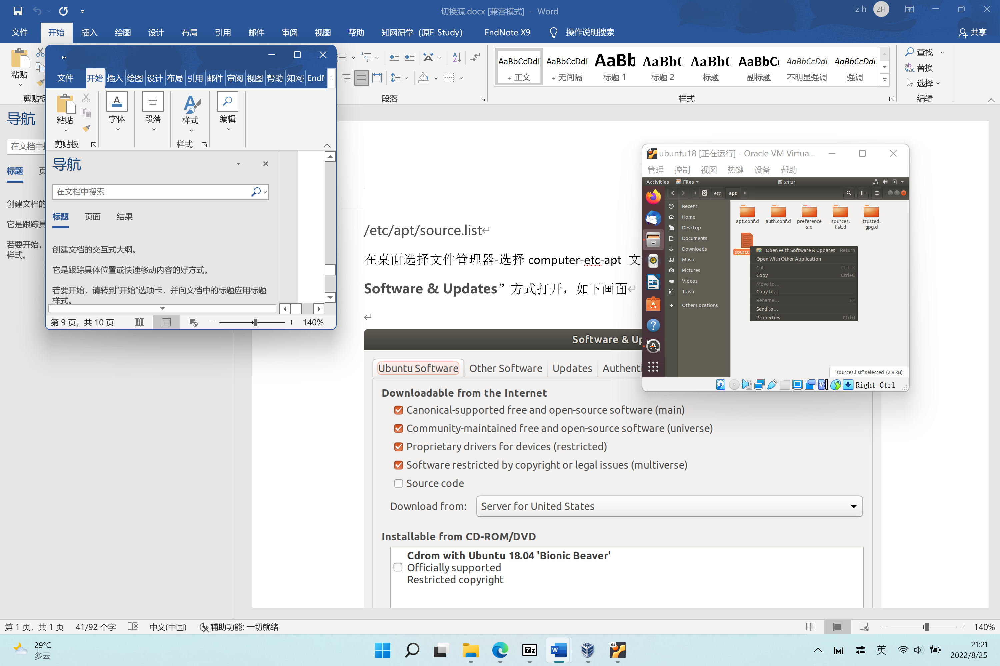 切换源.docx [兼容模式] - Word
z h
ZH
文件
开始
插入
绘图
设计
布局
引用
邮件
审阅
视图
帮助
知网研学（原E-Study）
EndNote X9
操作说明搜索
共享
粘贴
剪贴板
段落
AaBbCcDdI
正文
AaBbCcDdI
无间隔
AaBb
标题 1
AaBbC
标题 2
AaBbC
标题
AaBbC
副标题
AaBbCcDdI
不明显强调
AaBbCcDdI
强调
样式
查找
替换
选择
编辑
导航
在文档中
标题
页
创建文档的
它是跟踪具
若要开始，
样式。
文件
开始
插入
绘图
设计
布局
引用
邮件
审阅
视图
帮助
知网
EndN
粘贴
剪贴板
字体
段落
样式
样式
编辑
导航
在文档中搜索
标题
页面
结果
创建文档的交互式大纲。
它是跟踪具体位置或快速移动内容的好方式。
若要开始，请转到“开始”选项卡，并向文档中的标题应用标题
样式。
第 9 页，共 10 页
140%
/etc/apt/source.list
在桌面选择文件管理器-选择 computer-etc-apt 文
Software & Updates”方式打开，如下画面
Software & Up
Ubuntu Software
Other Software
Updates
Authenti
Downloadable from the Internet
Canonical-supported free and open-source software (main)
Community-maintained free and open-source software (universe)
Proprietary drivers for devices (restricted)
Software restricted by copyright or legal issues (multiverse)
Source code
Download from:
Server for United States
Installable from CD-ROM/DVD
Cdrom with Ubuntu 18.04 'Bionic Beaver'
Officially supported
Restricted copyright
ubuntu18 [正在运行] - Oracle VM Virtua...
管理
控制
视图
热键
设备
帮助
Activities
Files
四 21:21
etc
apt
Recent
Home
Desktop
Documents
Downloads
Music
Pictures
Videos
Trash
Other Locations
apt.conf.d
auth.conf.d
preference
s.d
sources.
list.d
trusted.
gpg.d
source
Open With Software & Updates Return
Open With Other Application
Cut Ctrl+X
Copy Ctrl+C
Move to…
Copy to…
Rename… F2
Send to…
Properties Ctrl+I
“sources.list” selected (2.9 kB)
Right Ctrl
第 1 页，共 1 页
41/92 个字
中文(中国)
辅助功能: 一切就绪
140%
29°C
多云
英
21:21
2022/8/25